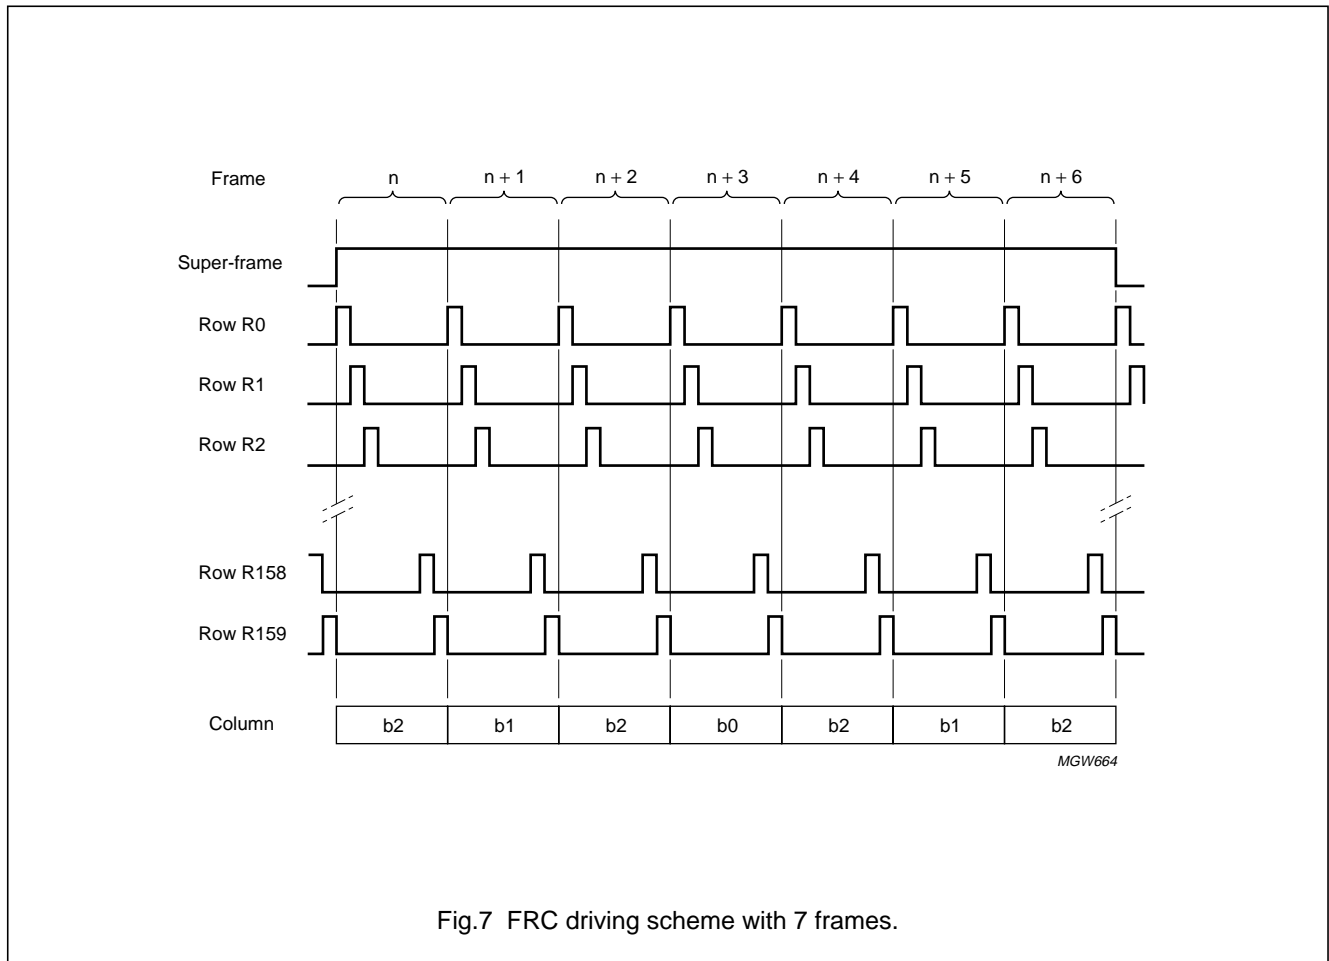 Frame n n + 1 n + 2 n + 3 n + 4 n + 5 n + 6
Super-frame
Row R0
Row R1
Row R2
Row R158
Row R159
Column b2 b1 b2 b0 b2 b1 b2
MGW664
Fig.7 FRC driving scheme with 7 frames.